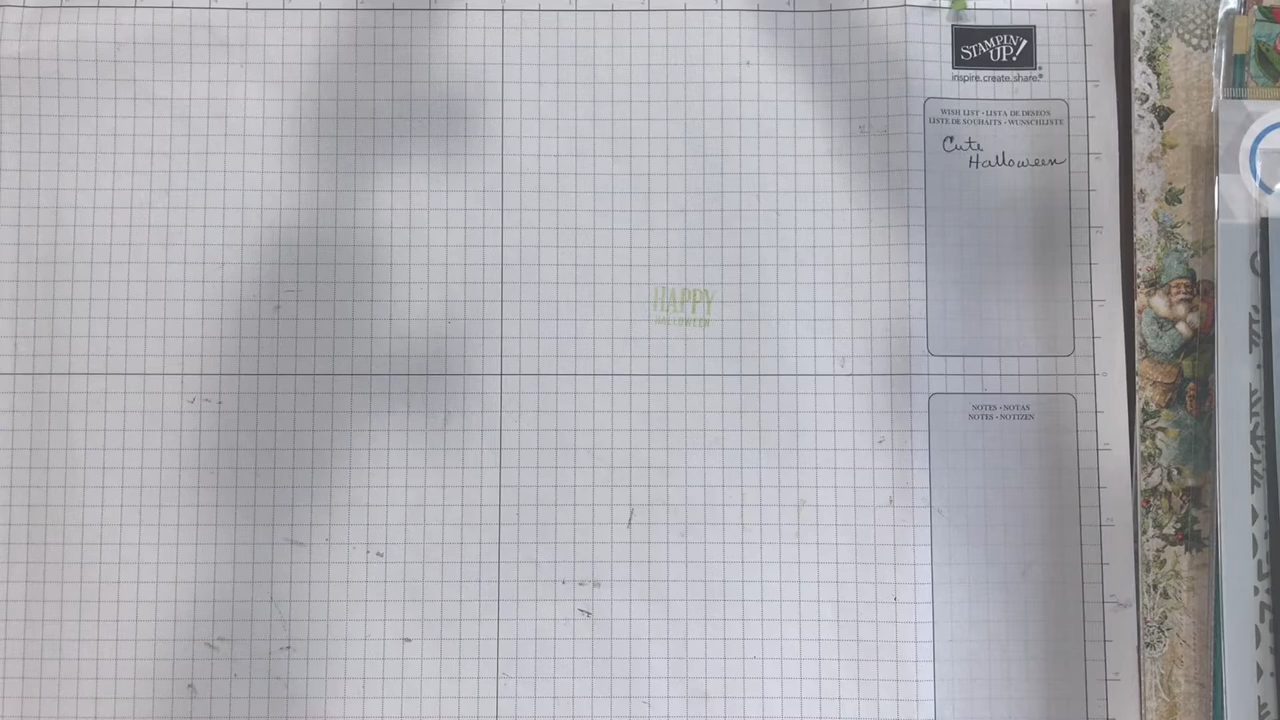 STAMPIN' UP!®
inspire.create.share.®
WISH LIST • LISTA DE DESEOS
LISTE DE SOUHAITS • WUNSCHLISTE
Cute
Halloween
HAPPY
HALLOWEEN
NOTES • NOTAS
NOTES • NOTIZEN